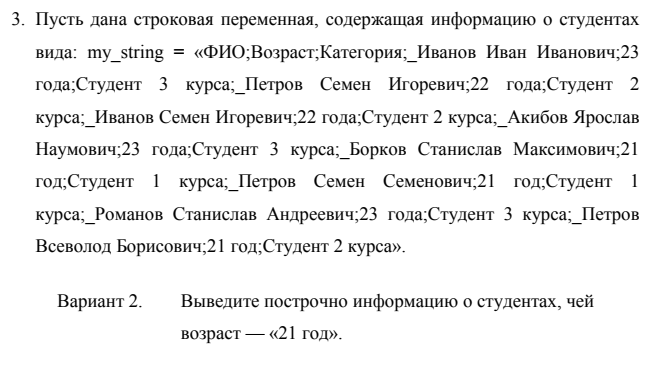 3. Пусть дана строковая переменная, содержащая информацию о студентах
вида: my_string = «ФИО;Возраст;Категория;_Иванов Иван Иванович;23
года;Студент 3 курса;_Петров Семен Игоревич;22 года;Студент 2
курса;_Иванов Семен Игоревич;22 года;Студент 2 курса;_Акибов Ярослав
Наумович;23 года;Студент 3 курса;_Борков Станислав Максимович;21
год;Студент 1 курса;_Петров Семен Семенович;21 год;Студент 1
курса;_Романов Станислав Андреевич;23 года;Студент 3 курса;_Петров
Всеволод Борисович;21 год;Студент 2 курса».
Вариант 2. Выведите построчно информацию о студентах, чей
возраст — «21 год».